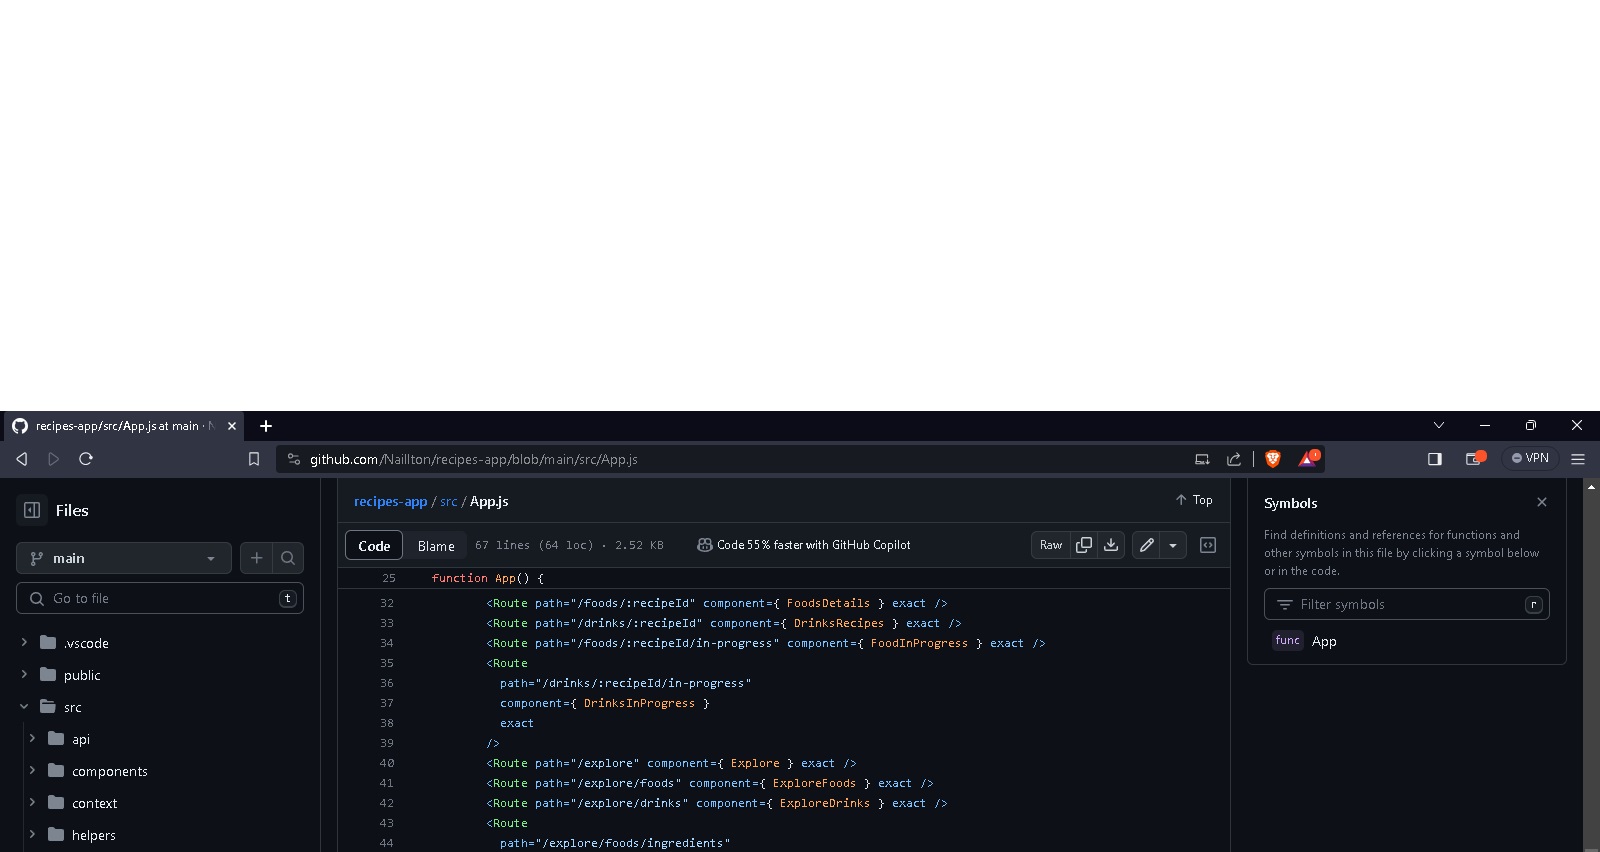 recipes-app/src/App.js at main ·
github.com/Naillton/recipes-app/blob/main/src/App.js
VPN
Files
main
Go to file
t
.vscode
public
src
api
components
context
helpers
recipes-app / src / App.js
Top
Code Blame 67 lines (64 loc) · 2.52 KB Code 55% faster with GitHub Copilot Raw
25 function App() {
32 <Route path="/foods/:recipeId" component={ FoodsDetails } exact />
33 <Route path="/drinks/:recipeId" component={ DrinksRecipes } exact />
34 <Route path="/foods/:recipeId/in-progress" component={ FoodInProgress } exact />
35 <Route
36 path="/drinks/:recipeId/in-progress"
37 component={ DrinksInProgress }
38 exact
39 />
40 <Route path="/explore" component={ Explore } exact />
41 <Route path="/explore/foods" component={ ExploreFoods } exact />
42 <Route path="/explore/drinks" component={ ExploreDrinks } exact />
43 <Route
44 path="/explore/foods/ingredients"
Symbols
Find definitions and references for functions and
other symbols in this file by clicking a symbol below
or in the code.
Filter symbols
r
func App